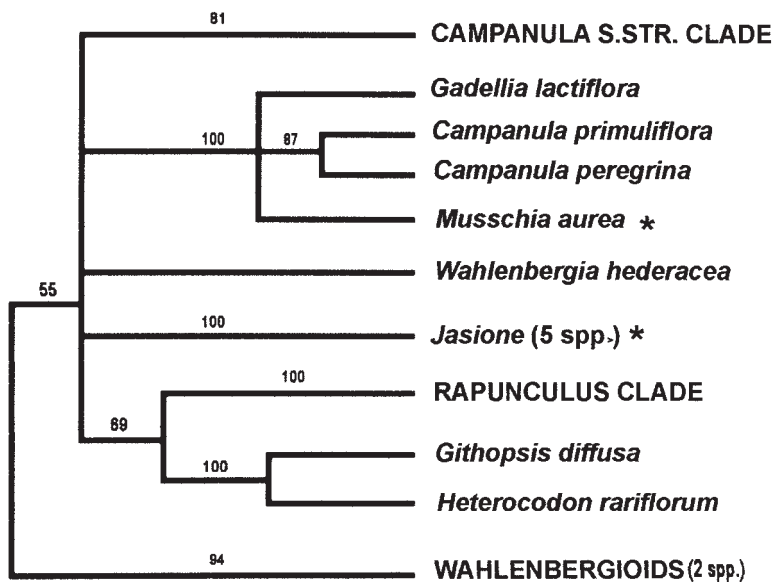 81
CAMPANULA S.STR. CLADE
Gadellia lactiflora
100
87
Campanula primuliflora
Campanula peregrina
Musschia aurea *
Wahlenbergia hederacea
55
100
Jasione (5 spp.) *
100
RAPUNCULUS CLADE
69
100
Githopsis diffusa
Heterocodon rariflorum
94
WAHLENBERGIOIDS (2 spp.)